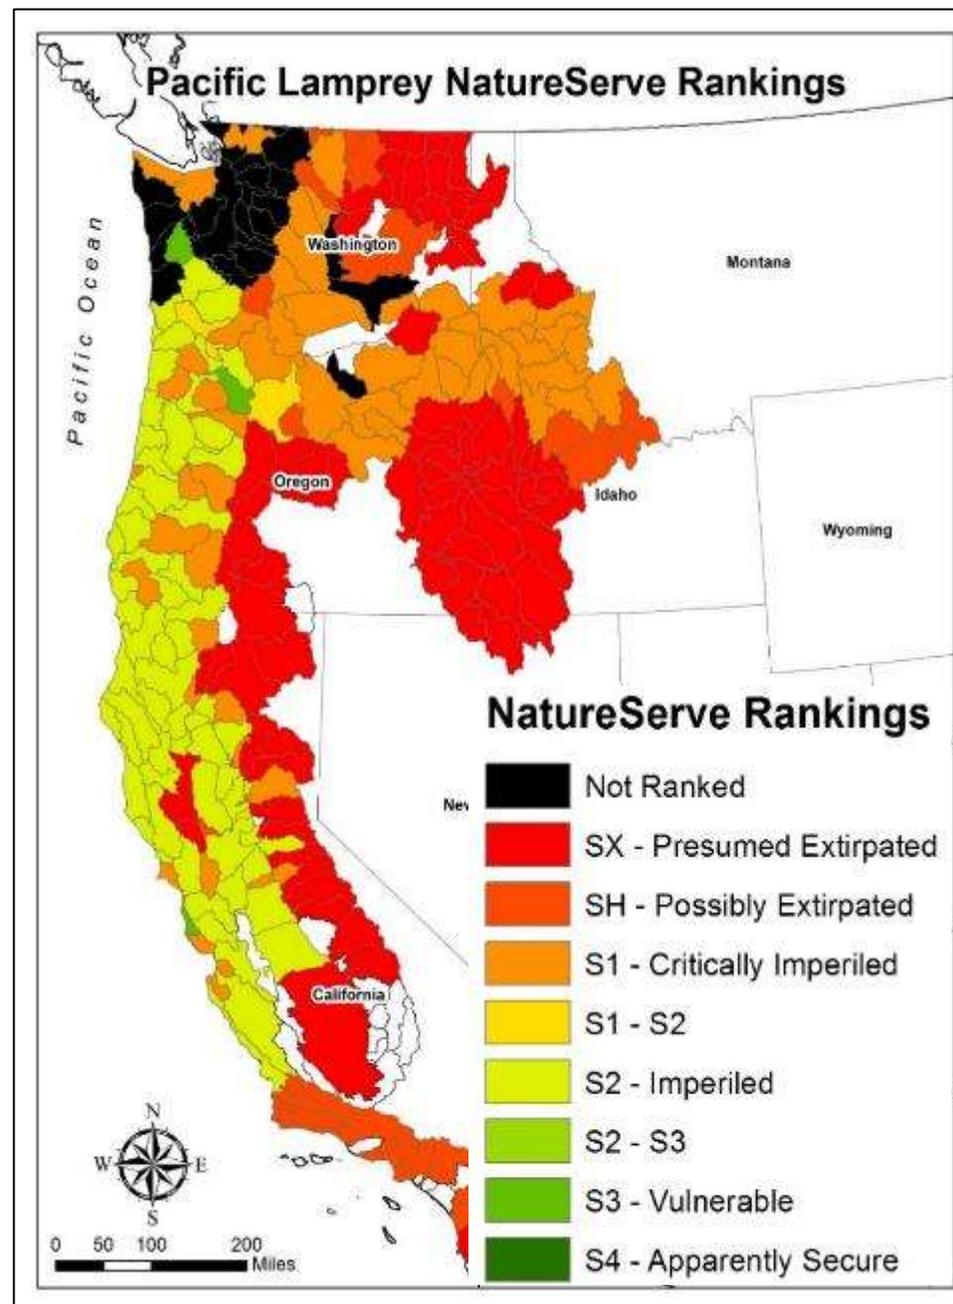 Pacific Lamprey NatureServe Rankings
Pacific Ocean
Washington
Montana
Oregon
Idaho
Wyoming
NatureServe Rankings
Nev
Not Ranked
SX - Presumed Extirpated
SH - Possibly Extirpated
S1 - Critically Imperiled
California
S1 - S2
S2 - Imperiled
S2 - S3
S3 - Vulnerable
S4 - Apparently Secure
N
W E
S
0 50 100 200
Miles